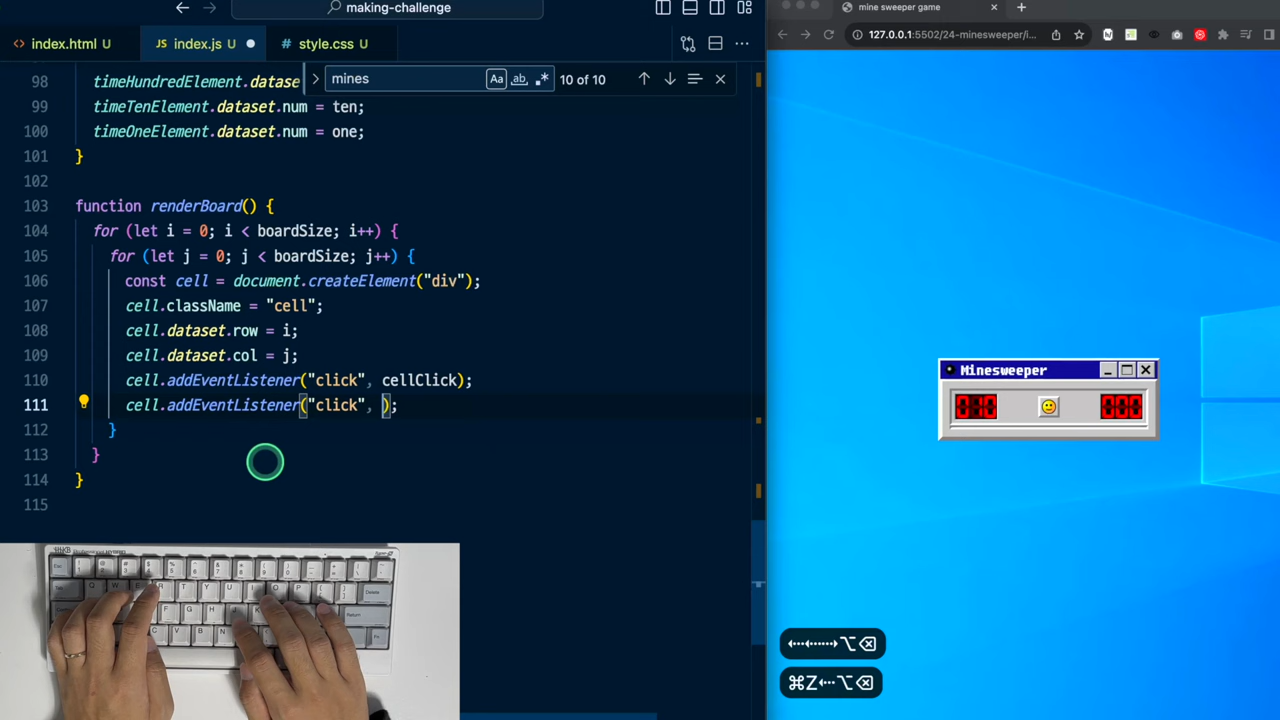 making-challenge
index.html U
index.js U
style.css U
mines
Aa
ab
10 of 10
98 timeHundredElement.datase
99 timeTenElement.dataset.num = ten;
100 timeOneElement.dataset.num = one;
101 }
102
103 function renderBoard() {
104 for (let i = 0; i < boardSize; i++) {
105 for (let j = 0; j < boardSize; j++) {
106 const cell = document.createElement("div");
107 cell.className = "cell";
108 cell.dataset.row = i;
109 cell.dataset.col = j;
110 cell.addEventListener("click", cellClick);
111 cell.addEventListener("click", );
112 }
113 }
114 }
115
mine sweeper game
127.0.0.1:5502/24-minesweeper/i...
Minesweeper
000
000
⌘Z